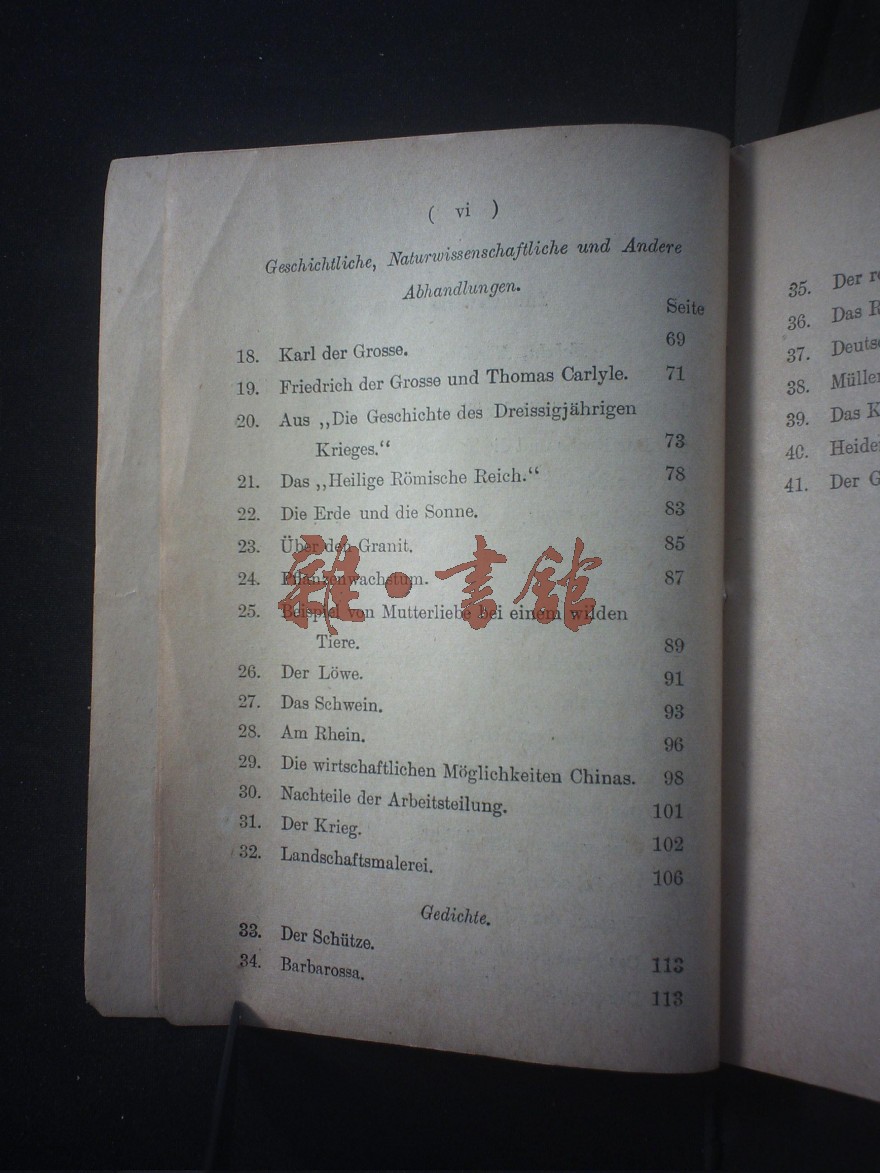 ( vi )
Geschichtliche, Naturwissenschaftliche und Andere
Abhandlungen.
Seite
18. Karl der Grosse. 69
19. Friedrich der Grosse und Thomas Carlyle. 71
20. Aus „Die Geschichte des Dreissigjährigen
Krieges.“ 73
21. Das „Heilige Römische Reich.“ 78
22. Die Erde und die Sonne. 83
23. Über den Granit. 85
24. Pflanzenwachstum. 87
25. Beispiel von Mutterliebe bei einem wilden
Tiere. 89
26. Der Löwe. 91
27. Das Schwein. 93
28. Am Rhein. 96
29. Die wirtschaftlichen Möglichkeiten Chinas. 98
30. Nachteile der Arbeitsteilung. 101
31. Der Krieg. 102
32. Landschaftsmalerei. 106
Gedichte.
33. Der Schütze. 113
34. Barbarossa. 113
雜·書館
35. Der
36. Das
37.
38.
39. Das
40.
41. Der